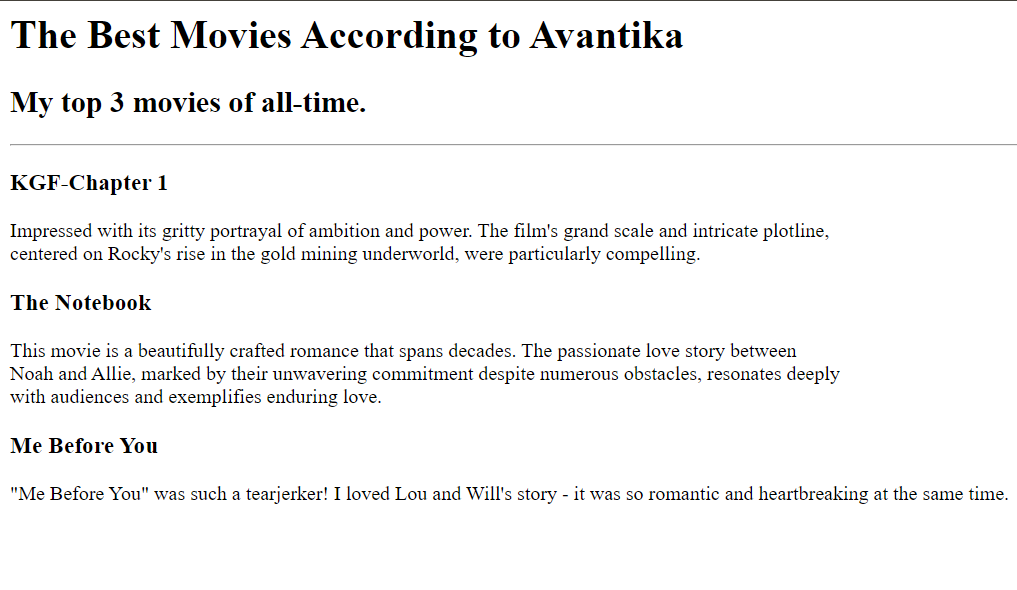 The Best Movies According to Avantika
My top 3 movies of all-time.
KGF-Chapter 1
Impressed with its gritty portrayal of ambition and power. The film's grand scale and intricate plotline,
centered on Rocky's rise in the gold mining underworld, were particularly compelling.
The Notebook
This movie is a beautifully crafted romance that spans decades. The passionate love story between
Noah and Allie, marked by their unwavering commitment despite numerous obstacles, resonates deeply
with audiences and exemplifies enduring love.
Me Before You
"Me Before You" was such a tearjerker! I loved Lou and Will's story - it was so romantic and heartbreaking at the same time.